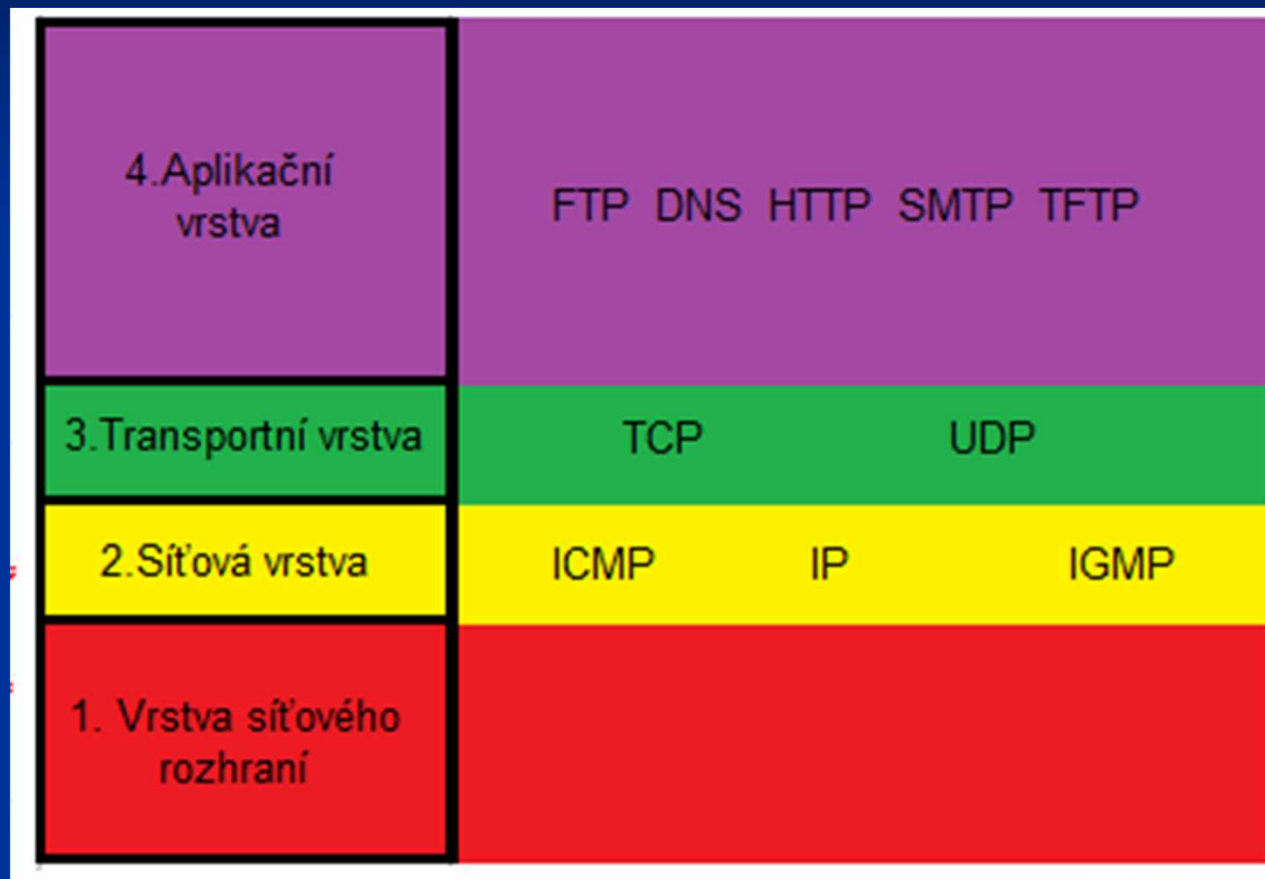 4.Aplikační
vrstva
FTP DNS HTTP SMTP TFTP
3.Transportní vrstva
TCP UDP
2.Síťová vrstva
ICMP IP IGMP
1. Vrstva síťového
rozhraní